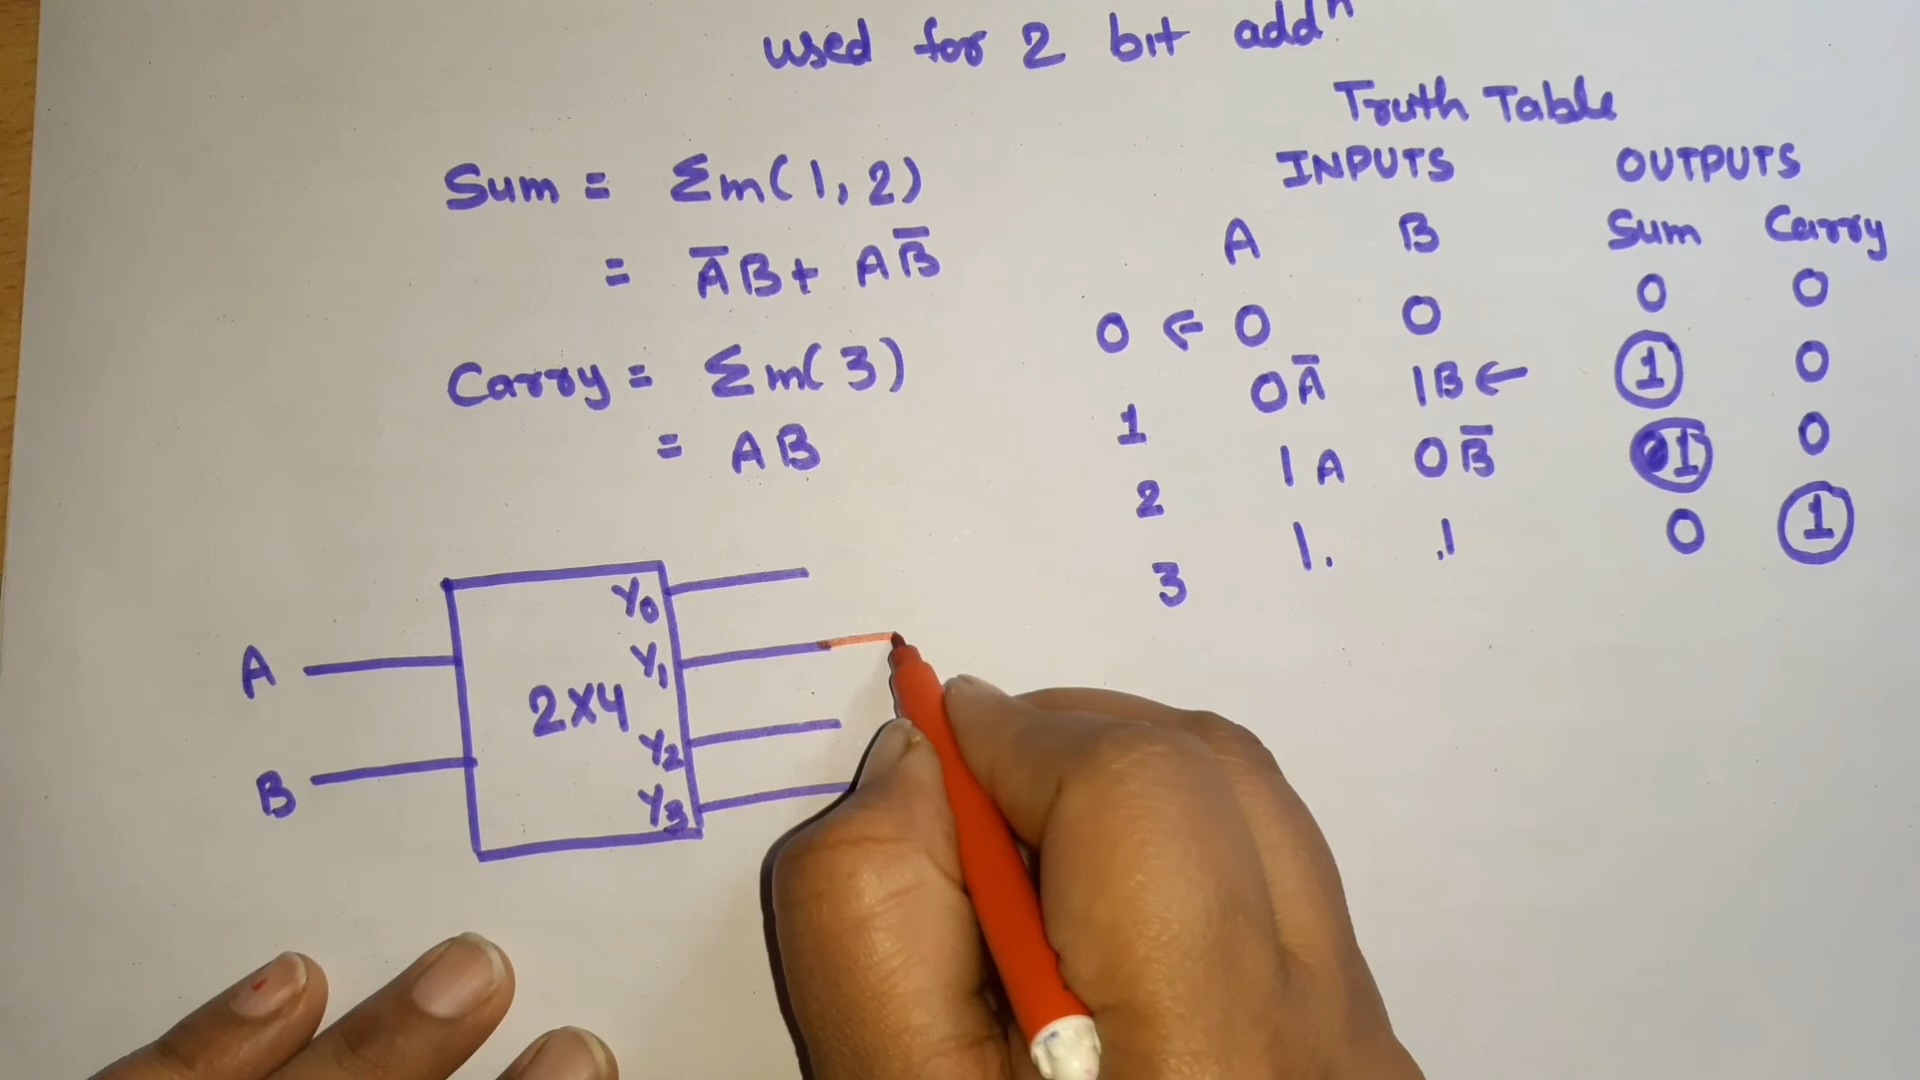 used for 2 bit addⁿ
Truth Table
INPUTS OUTPUTS
A B Sum Carry
0 ← 0 0 0 0
1 0Ā 1B ← 1 0
2 1A 0B̄ 1 0
3 1. .1 0 1
Sum = Σm(1,2)
= ĀB + AB̄
Carry = Σm(3)
= AB
A
B
2X4
Y₀
Y₁
Y₂
Y₃